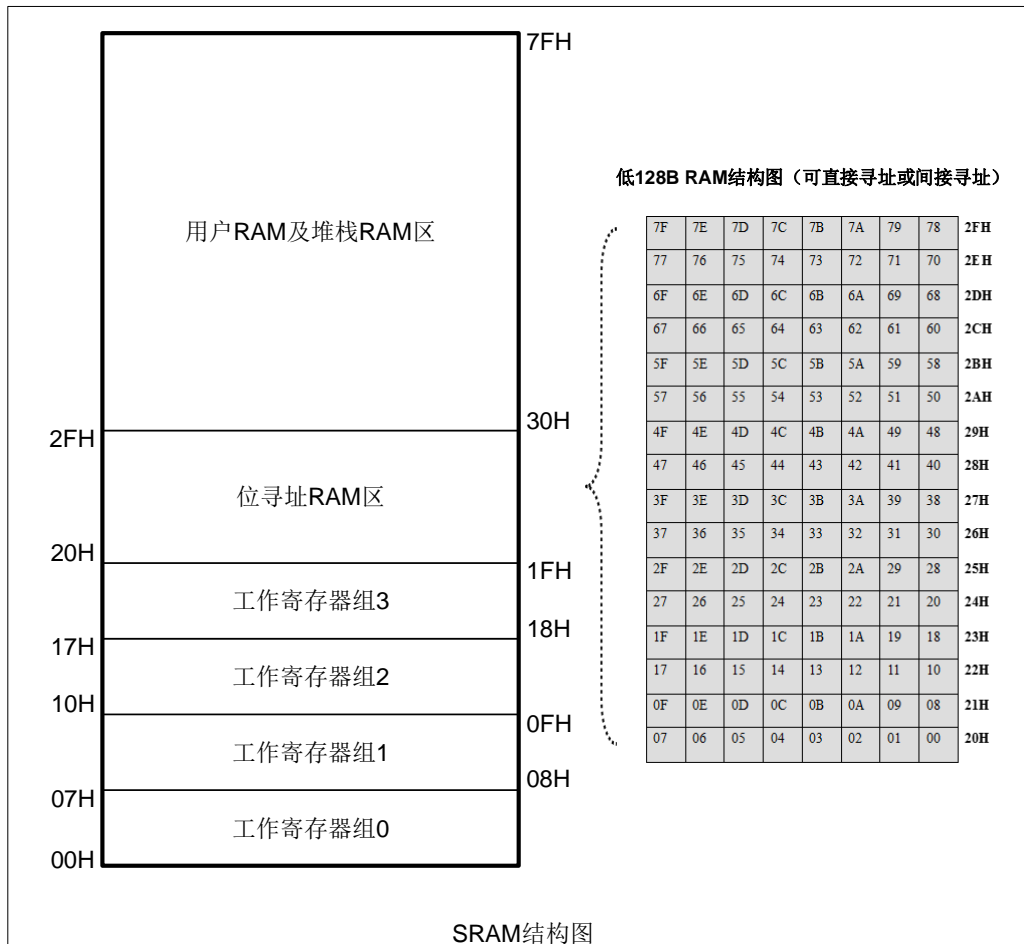 7FH
低128B RAM结构图（可直接寻址或间接寻址）
用户RAM及堆栈RAM区
30H
2FH
位寻址RAM区
20H
1FH
工作寄存器组3
18H
17H
工作寄存器组2
10H
0FH
工作寄存器组1
08H
07H
工作寄存器组0
00H
7F 7E 7D 7C 7B 7A 79 78 2FH
77 76 75 74 73 72 71 70 2EH
6F 6E 6D 6C 6B 6A 69 68 2DH
67 66 65 64 63 62 61 60 2CH
5F 5E 5D 5C 5B 5A 59 58 2BH
57 56 55 54 53 52 51 50 2AH
4F 4E 4D 4C 4B 4A 49 48 29H
47 46 45 44 43 42 41 40 28H
3F 3E 3D 3C 3B 3A 39 38 27H
37 36 35 34 33 32 31 30 26H
2F 2E 2D 2C 2B 2A 29 28 25H
27 26 25 24 23 22 21 20 24H
1F 1E 1D 1C 1B 1A 19 18 23H
17 16 15 14 13 12 11 10 22H
0F 0E 0D 0C 0B 0A 09 08 21H
07 06 05 04 03 02 01 00 20H
SRAM结构图